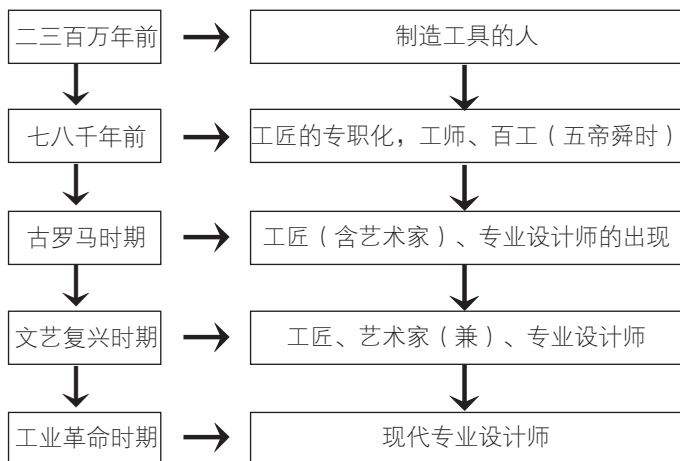 二三百万年前
制造工具的人
七八千年前
工匠的专职化，工师、百工（五帝舜时）
古罗马时期
工匠（含艺术家）、专业设计师的出现
文艺复兴时期
工匠、艺术家（兼）、专业设计师
工业革命时期
现代专业设计师